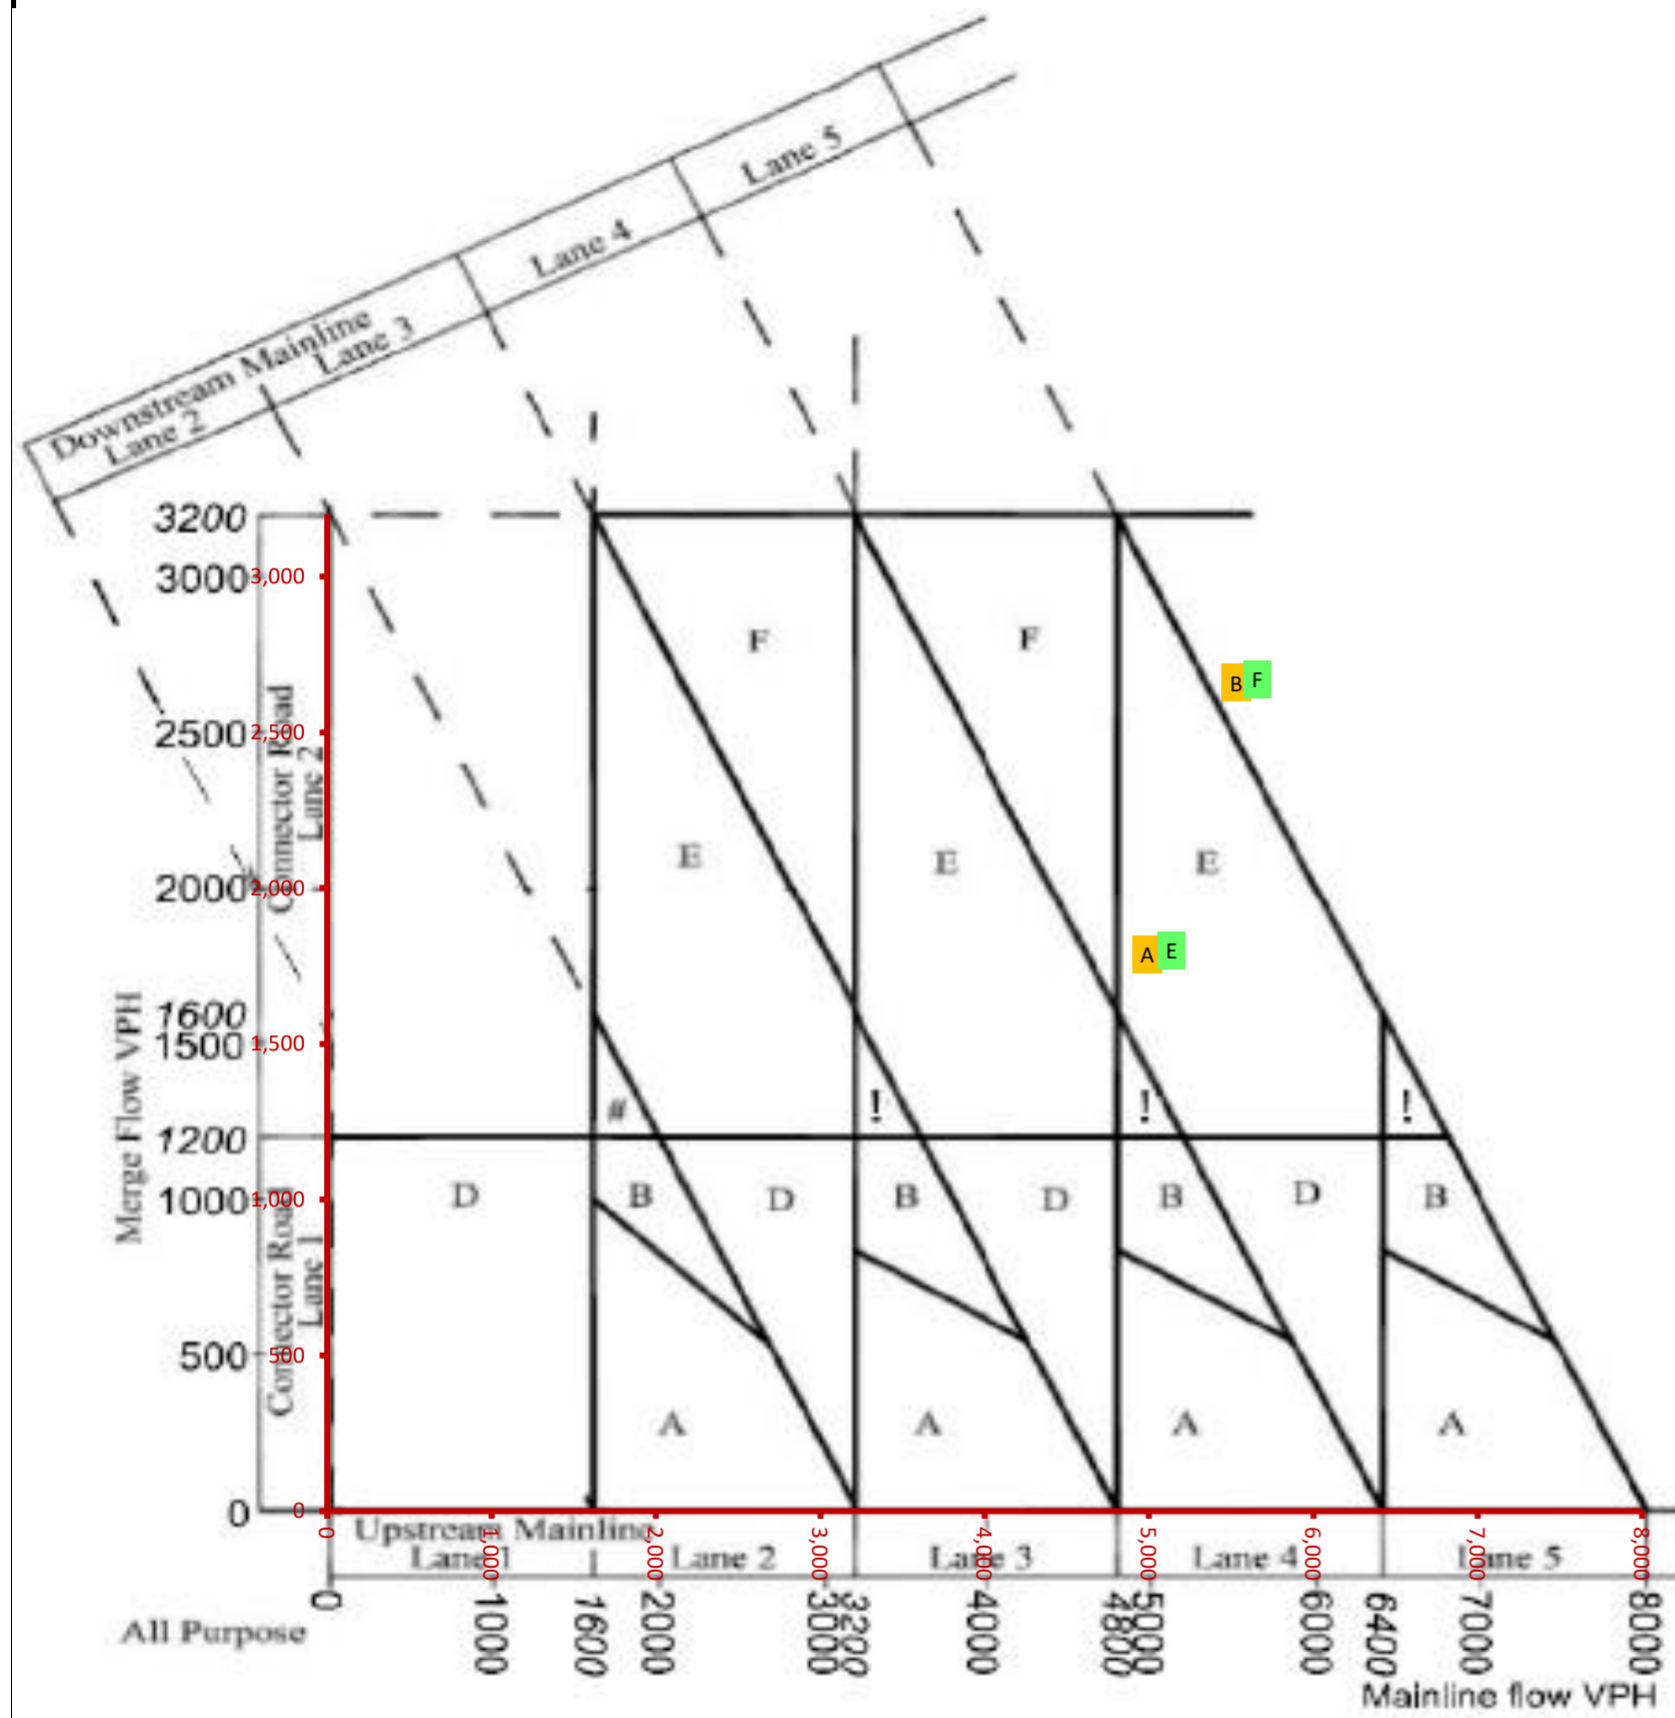 Lane 5
Lane 4
Downstream Mainline
Lane 3
Lane 2
3200
3000
3,000
F
F
B
F
2500
2,500
Connector Road
Lane 2
E
E
E
2000
2,000
A
E
1600
1500
1,500
Merge Flow VPH
#
!
!
!
1200
1000
1,000
D
B
D
B
D
B
D
B
Connector Road
Lane 1
500
500
A
A
A
A
0
0
0
1,000
2,000
3,000
4,000
5,000
6,000
7,000
8,000
Upstream Mainline
Lane 1
Lane 2
Lane 3
Lane 4
Lane 5
0
1000
1600
2000
3000
3200
4000
4800
5000
6000
6400
7000
8000
All Purpose
Mainline flow VPH